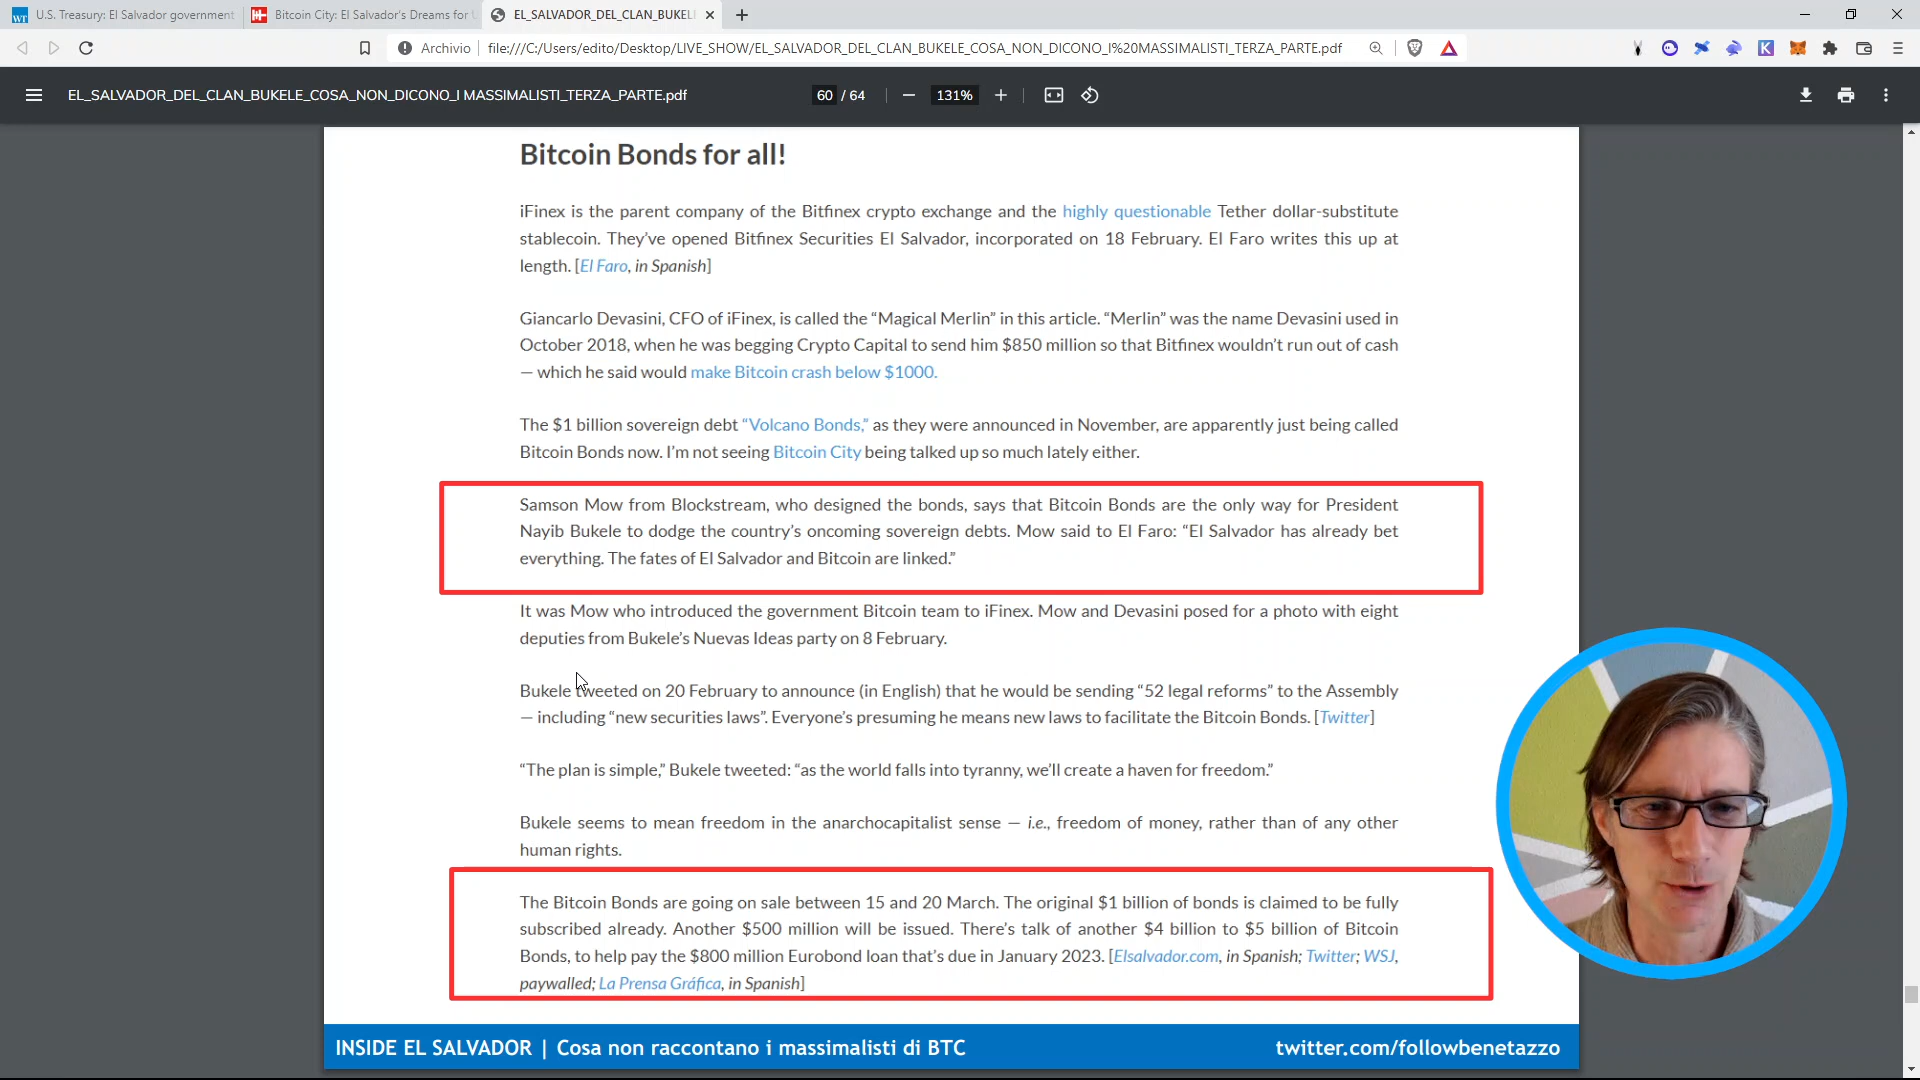 U.S. Treasury: El Salvador government
Bitcoin City: El Salvador's Dreams for
EL_SALVADOR_DEL_CLAN_BUKELE
Archivio
file:///C:/Users/edito/Desktop/LIVE_SHOW/EL_SALVADOR_DEL_CLAN_BUKELE_COSA_NON_DICONO_I%20MASSIMALISTI_TERZA_PARTE.pdf
EL_SALVADOR_DEL_CLAN_BUKELE_COSA_NON_DICONO_I MASSIMALISTI_TERZA_PARTE.pdf
60 / 64
131%
Bitcoin Bonds for all!
iFinex is the parent company of the Bitfinex crypto exchange and the highly questionable Tether dollar-substitute
stablecoin. They've opened Bitfinex Securities El Salvador, incorporated on 18 February. El Faro writes this up at
length. [El Faro, in Spanish]
Giancarlo Devasini, CFO of iFinex, is called the “Magical Merlin” in this article. “Merlin” was the name Devasini used in
October 2018, when he was begging Crypto Capital to send him $850 million so that Bitfinex wouldn't run out of cash
— which he said would make Bitcoin crash below $1000.
The $1 billion sovereign debt “Volcano Bonds,” as they were announced in November, are apparently just being called
Bitcoin Bonds now. I'm not seeing Bitcoin City being talked up so much lately either.
Samson Mow from Blockstream, who designed the bonds, says that Bitcoin Bonds are the only way for President
Nayib Bukele to dodge the country's oncoming sovereign debts. Mow said to El Faro: “El Salvador has already bet
everything. The fates of El Salvador and Bitcoin are linked.”
It was Mow who introduced the government Bitcoin team to iFinex. Mow and Devasini posed for a photo with eight
deputies from Bukele's Nuevas Ideas party on 8 February.
Bukele tweeted on 20 February to announce (in English) that he would be sending “52 legal reforms” to the Assembly
— including “new securities laws”. Everyone's presuming he means new laws to facilitate the Bitcoin Bonds. [Twitter]
“The plan is simple,” Bukele tweeted: “as the world falls into tyranny, we'll create a haven for freedom.”
Bukele seems to mean freedom in the anarchocapitalist sense — i.e., freedom of money, rather than of any other
human rights.
The Bitcoin Bonds are going on sale between 15 and 20 March. The original $1 billion of bonds is claimed to be fully
subscribed already. Another $500 million will be issued. There's talk of another $4 billion to $5 billion of Bitcoin
Bonds, to help pay the $800 million Eurobond loan that's due in January 2023. [Elsalvador.com, in Spanish; Twitter; WSJ,
paywalled; La Prensa Gráfica, in Spanish]
INSIDE EL SALVADOR | Cosa non raccontano i massimalisti di BTC
twitter.com/followbenetazzo